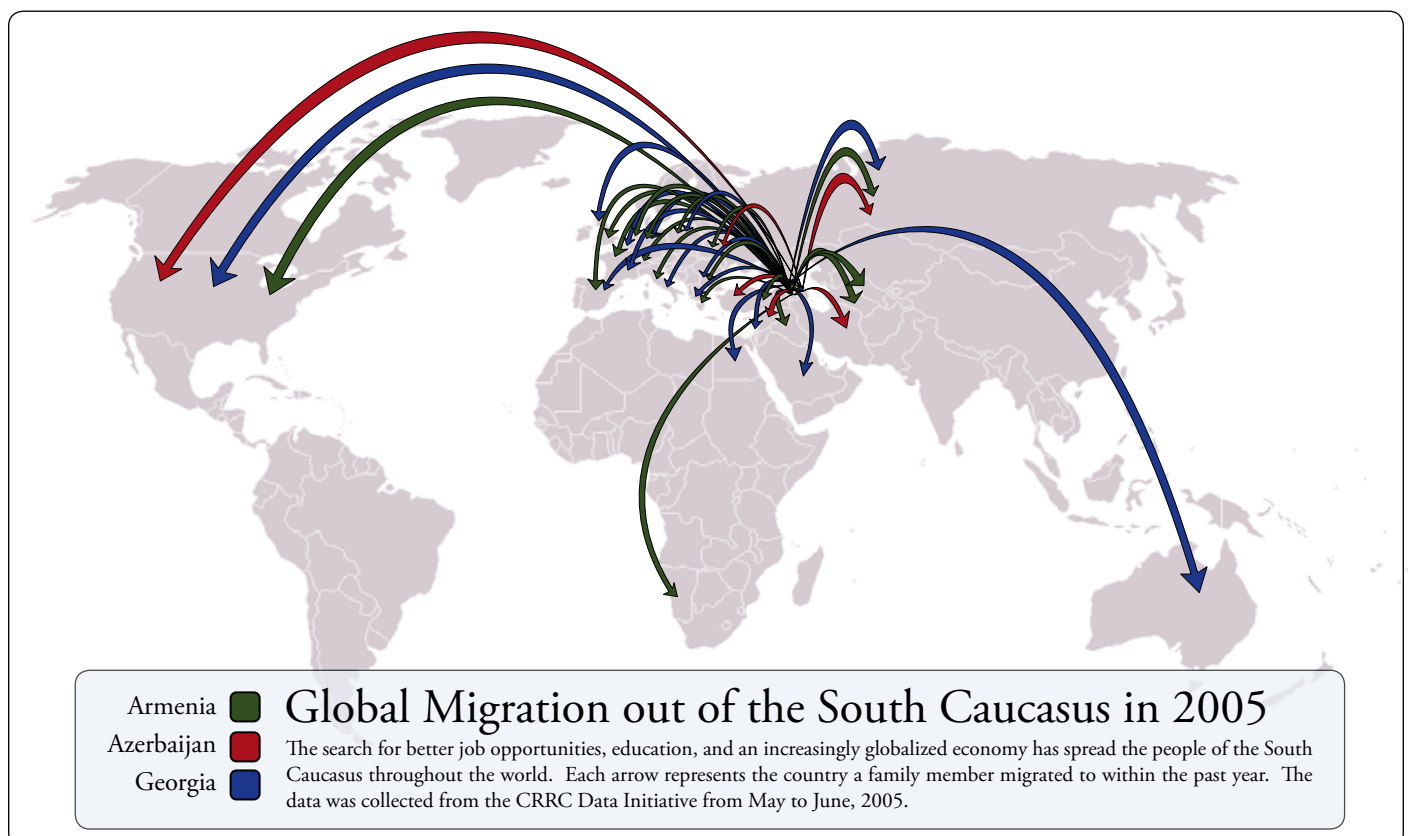 Armenia
Azerbaijan
Georgia
Global Migration out of the South Caucasus in 2005
The search for better job opportunities, education, and an increasingly globalized economy has spread the people of the South
Caucasus throughout the world. Each arrow represents the country a family member migrated to within the past year. The
data was collected from the CRRC Data Initiative from May to June, 2005.